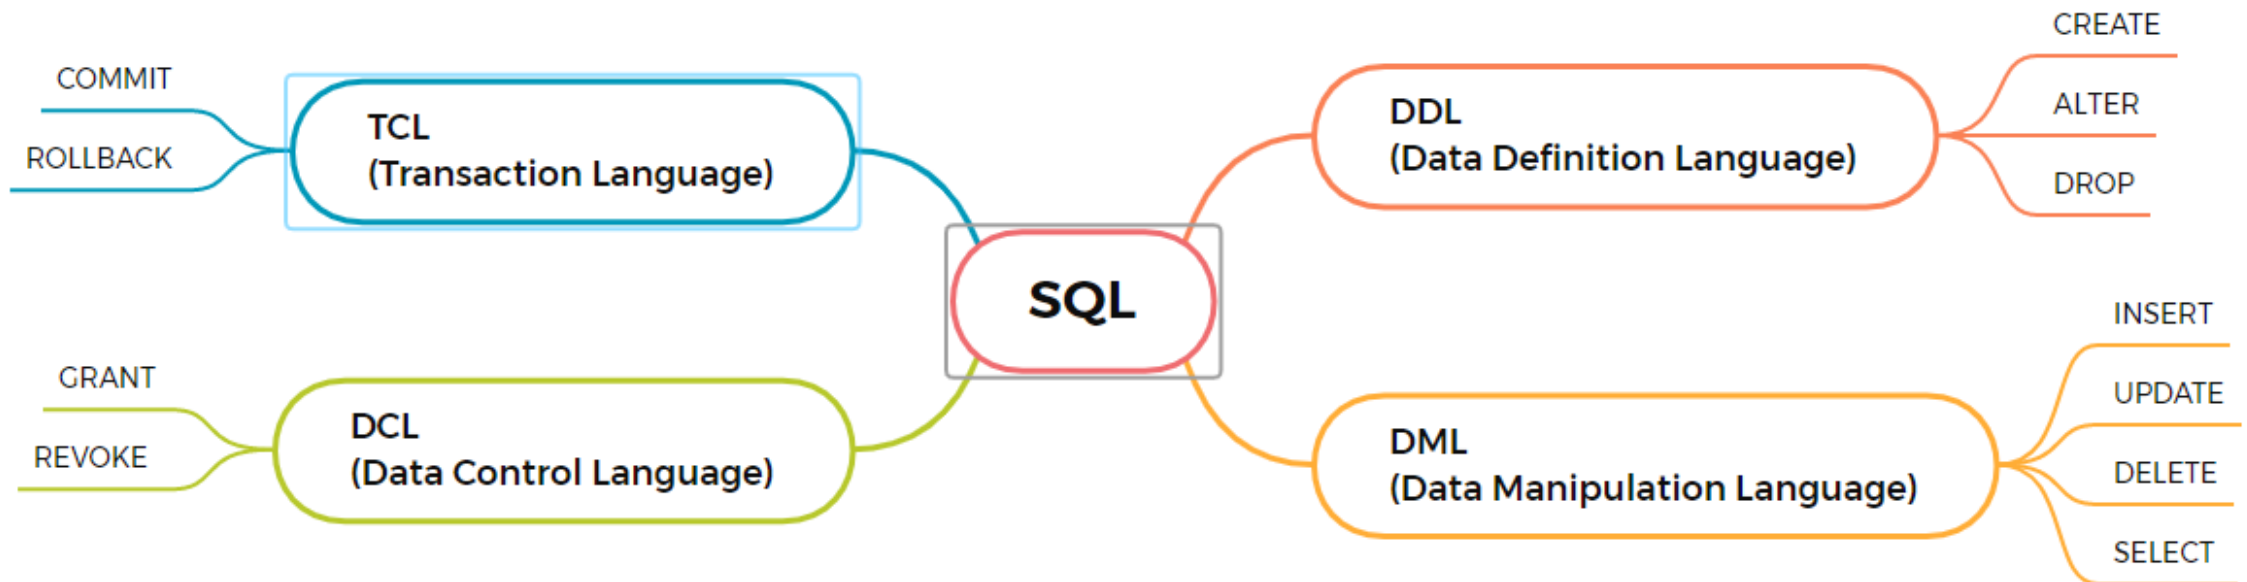 COMMIT
ROLLBACK
TCL
(Transaction Language)
GRANT
REVOKE
DCL
(Data Control Language)
SQL
DDL
(Data Definition Language)
CREATE
ALTER
DROP
DML
(Data Manipulation Language)
INSERT
UPDATE
DELETE
SELECT